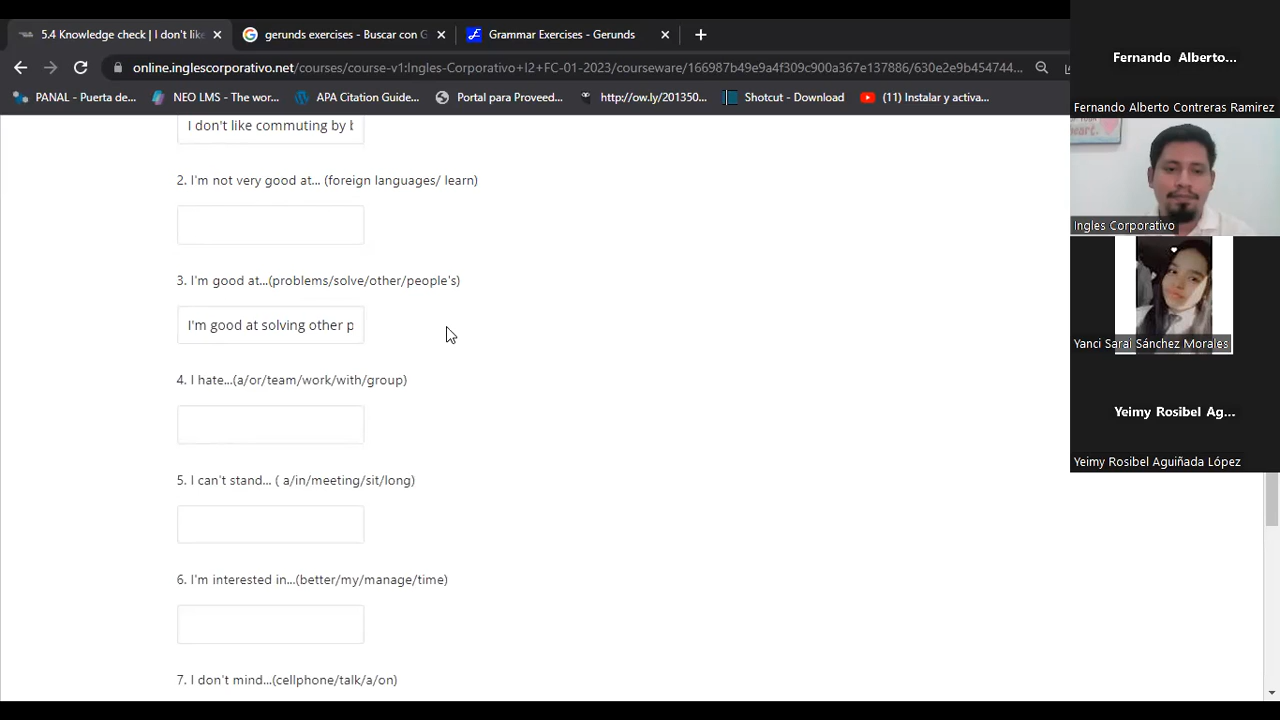 5.4 Knowledge check | I don't like
gerunds exercises - Buscar con G
Grammar Exercises - Gerunds
online.inglescorporativo.net/courses/course-v1:Ingles-Corporativo+I2+FC-01-2023/courseware/166987b49e9a4f309c900a367e137886/630e2e9b454744...
PANAL - Puerta de...
NEO LMS - The wor...
APA Citation Guide...
Portal para Proveed...
http://ow.ly/201350...
Shotcut - Download
(11) Instalar y activa...
I don't like commuting by b
2. I'm not very good at... (foreign languages/ learn)
3. I'm good at...(problems/solve/other/people's)
I'm good at solving other p
4. I hate...(a/or/team/work/with/group)
5. I can't stand... ( a/in/meeting/sit/long)
6. I'm interested in...(better/my/manage/time)
7. I don't mind...(cellphone/talk/a/on)
Fernando Alberto...
Fernando Alberto Contreras Ramirez
Ingles Corporativo
Yanci Sarai Sánchez Morales
Yeimy Rosibel Ag...
Yeimy Rosibel Aguiñada López